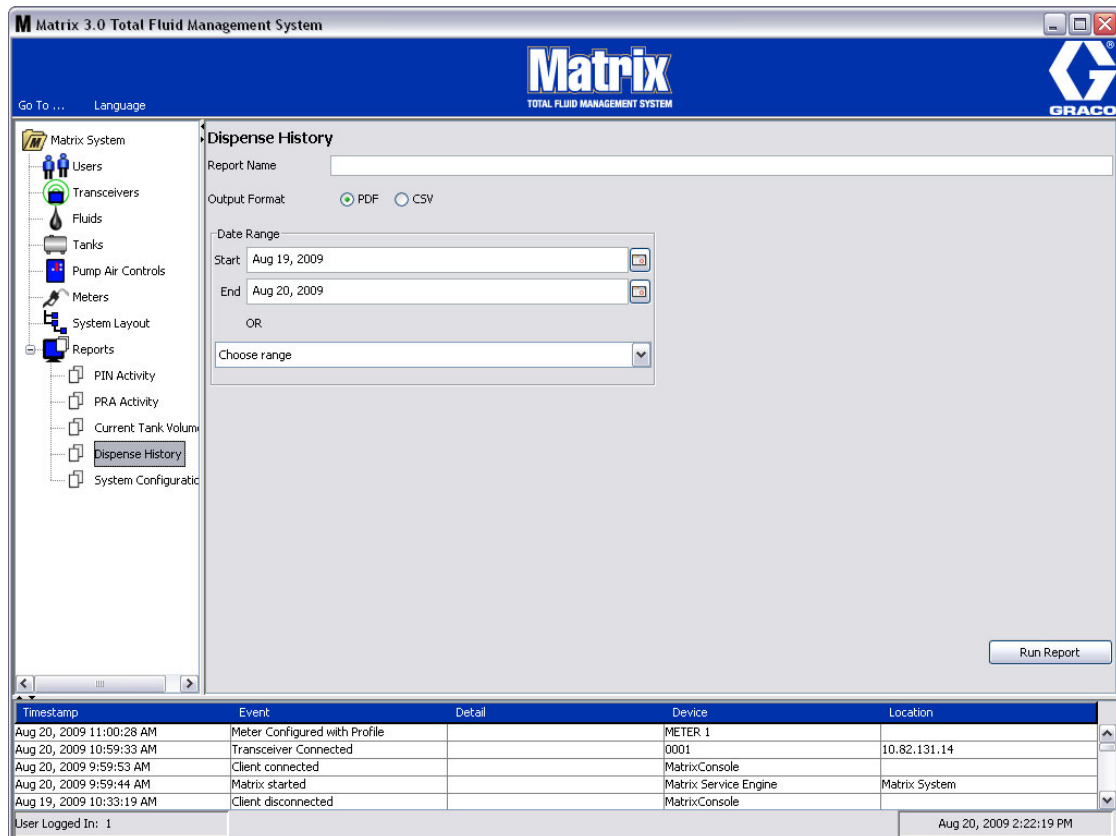 M Matrix 3.0 Total Fluid Management System
Matrix
TOTAL FLUID MANAGEMENT SYSTEM
GRACO®
Go To ... Language
Matrix System
Users
Transceivers
Fluids
Tanks
Pump Air Controls
Meters
System Layout
Reports
PIN Activity
PRA Activity
Current Tank Volum
Dispense History
System Configuratic
Dispense History
Report Name
Output Format PDF CSV
Date Range
Start Aug 19, 2009
End Aug 20, 2009
OR
Choose range
Run Report
Timestamp Event Detail Device Location
Aug 20, 2009 11:00:28 AM Meter Configured with Profile METER 1
Aug 20, 2009 10:59:33 AM Transceiver Connected 0001 10.82.131.14
Aug 20, 2009 9:59:53 AM Client connected MatrixConsole
Aug 20, 2009 9:59:44 AM Matrix started Matrix Service Engine Matrix System
Aug 19, 2009 10:33:19 AM Client disconnected MatrixConsole
User Logged In: 1 Aug 20, 2009 2:22:19 PM